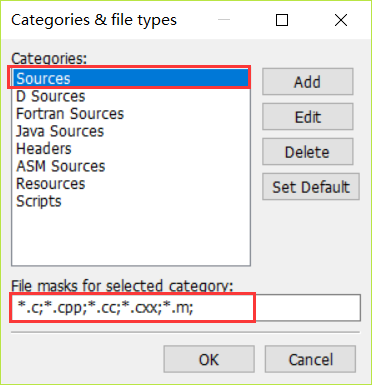 Categories & file types
Categories:
Sources
D Sources
Fortran Sources
Java Sources
Headers
ASM Sources
Resources
Scripts
Add
Edit
Delete
Set Default
File masks for selected category:
*.c;*.cpp;*.cc;*.cxx;*.m;
OK
Cancel